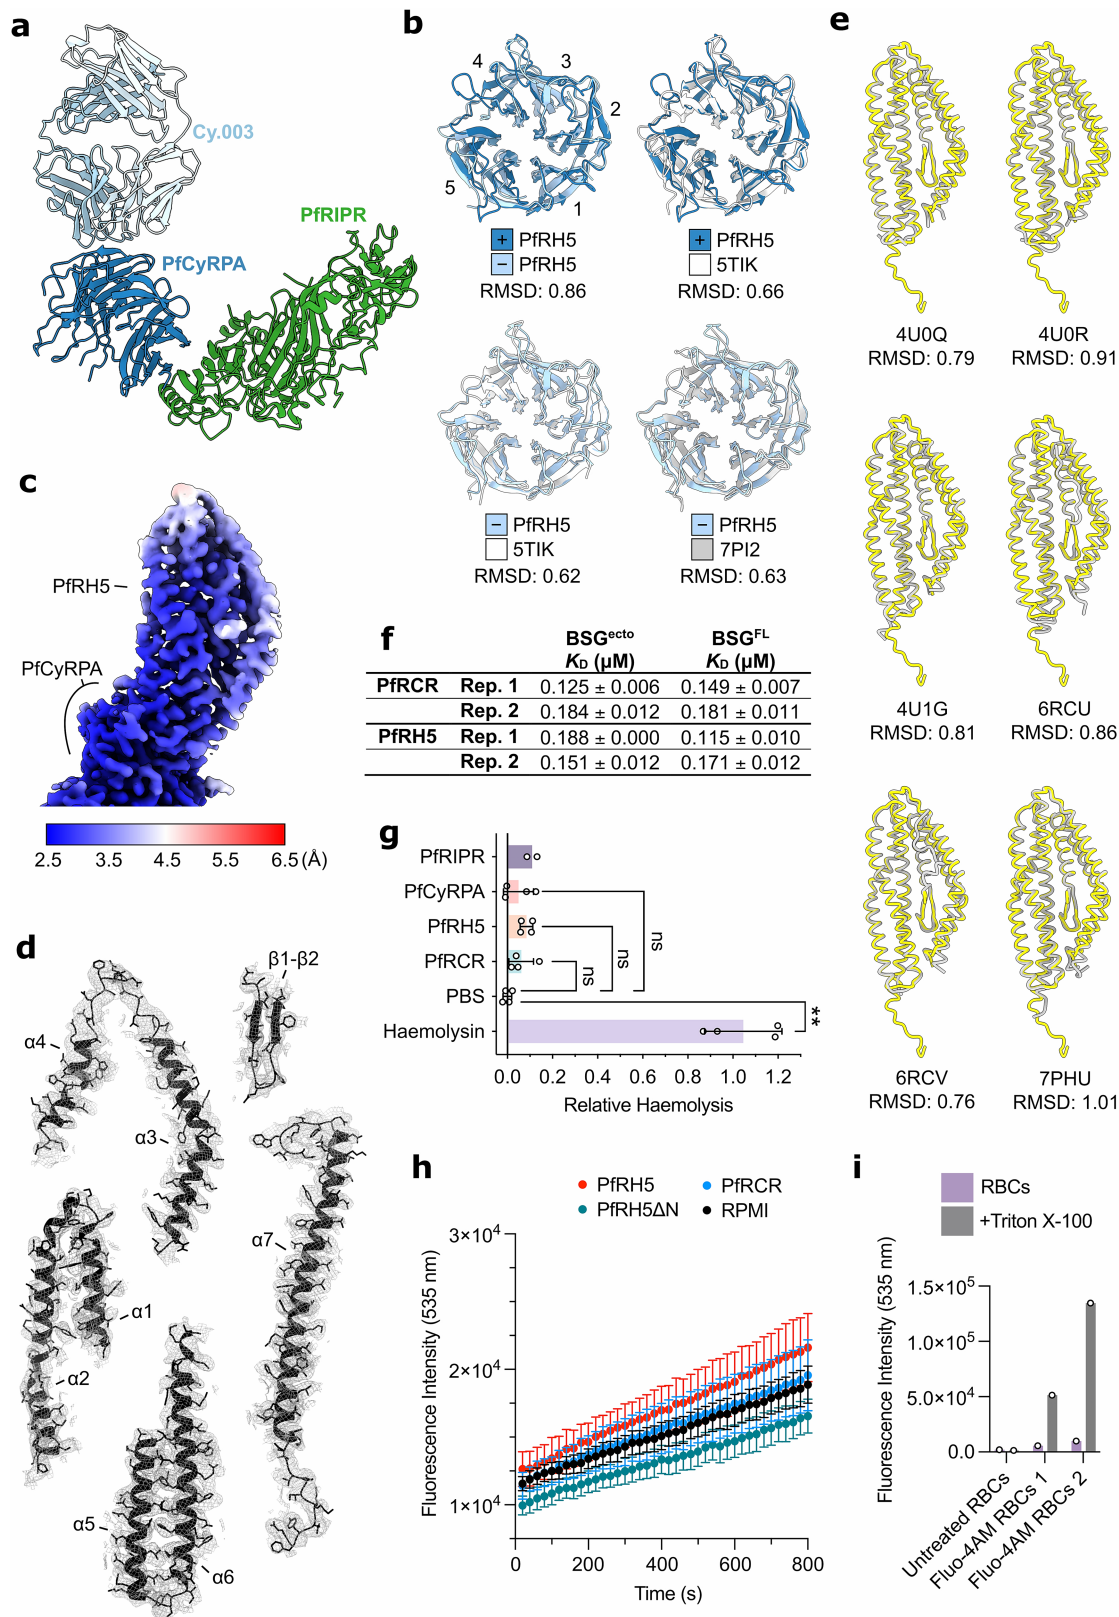 a
Cy.003
PfRIPR
PfCyRPA
b
4
3
2
5
1
+ PfRH5
− PfRH5
RMSD: 0.86
+ PfRH5
5TIK
RMSD: 0.66
− PfRH5
5TIK
RMSD: 0.62
− PfRH5
7PI2
RMSD: 0.63
c
PfRH5
PfCyRPA
2.5 3.5 4.5 5.5 6.5 (Å)
d
β1-β2
α4
α3
α7
α1
α2
α5
α6
e
4U0Q
RMSD: 0.79
4U0R
RMSD: 0.91
4U1G
RMSD: 0.81
6RCU
RMSD: 0.86
6RCV
RMSD: 0.76
7PHU
RMSD: 1.01
f
BSGecto BSGFL
KD (µM) KD (µM)
PfRCR Rep. 1 0.125 ± 0.006 0.149 ± 0.007
Rep. 2 0.184 ± 0.012 0.181 ± 0.011
PfRH5 Rep. 1 0.188 ± 0.000 0.115 ± 0.010
Rep. 2 0.151 ± 0.012 0.171 ± 0.012
g
PfRIPR
PfCyRPA
PfRH5
PfRCR
PBS
Haemolysin
ns
ns
ns
**
0.0 0.2 0.4 0.6 0.8 1.0 1.2
Relative Haemolysis
h
PfRH5 PfRCR
PfRH5ΔN RPMI
Fluorescence Intensity (535 nm)
3×10⁴
2×10⁴
1×10⁴
0 200 400 600 800
Time (s)
i
RBCs
+Triton X-100
Fluorescence Intensity (535 nm)
1.5×10⁵
1.0×10⁵
5.0×10⁴
0.0
Untreated RBCs
Fluo-4AM RBCs 1
Fluo-4AM RBCs 2